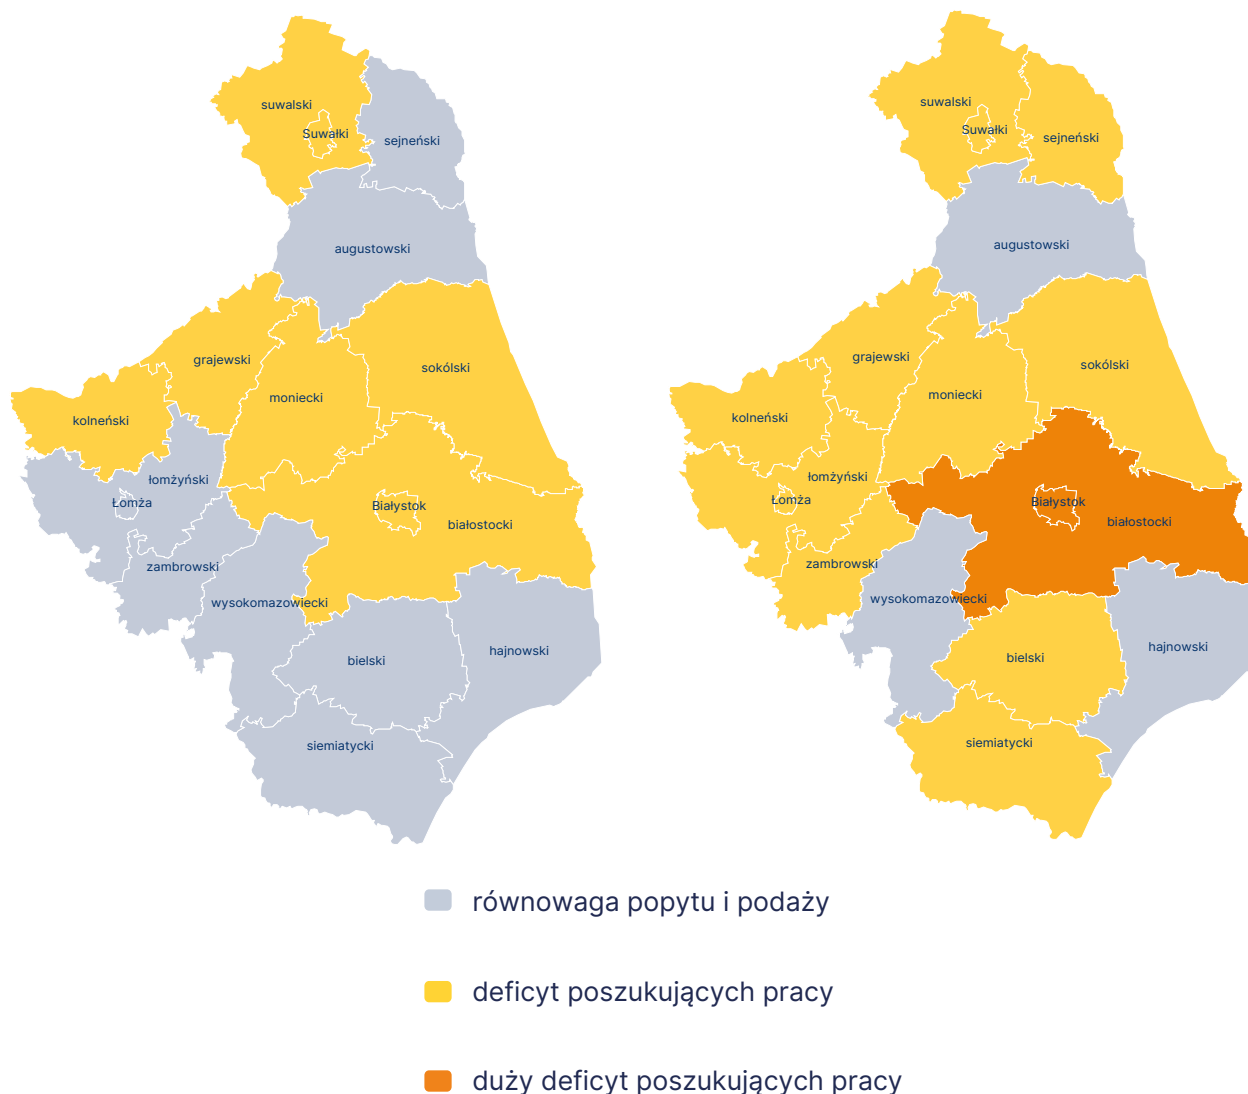 suwalski
Suwałki
sejneński
augustowski
grajewski
sokólski
moniecki
kolneński
łomżyński
Łomża
Białystok
białostocki
zambrowski
wysokomazowiecki
hajnowski
bielski
siemiatycki
suwalski
Suwałki
sejneński
augustowski
grajewski
sokólski
moniecki
kolneński
łomżyński
Łomża
Białystok
białostocki
zambrowski
wysokomazowiecki
hajnowski
bielski
siemiatycki
równowaga popytu i podaży
deficyt poszukujących pracy
duży deficyt poszukujących pracy